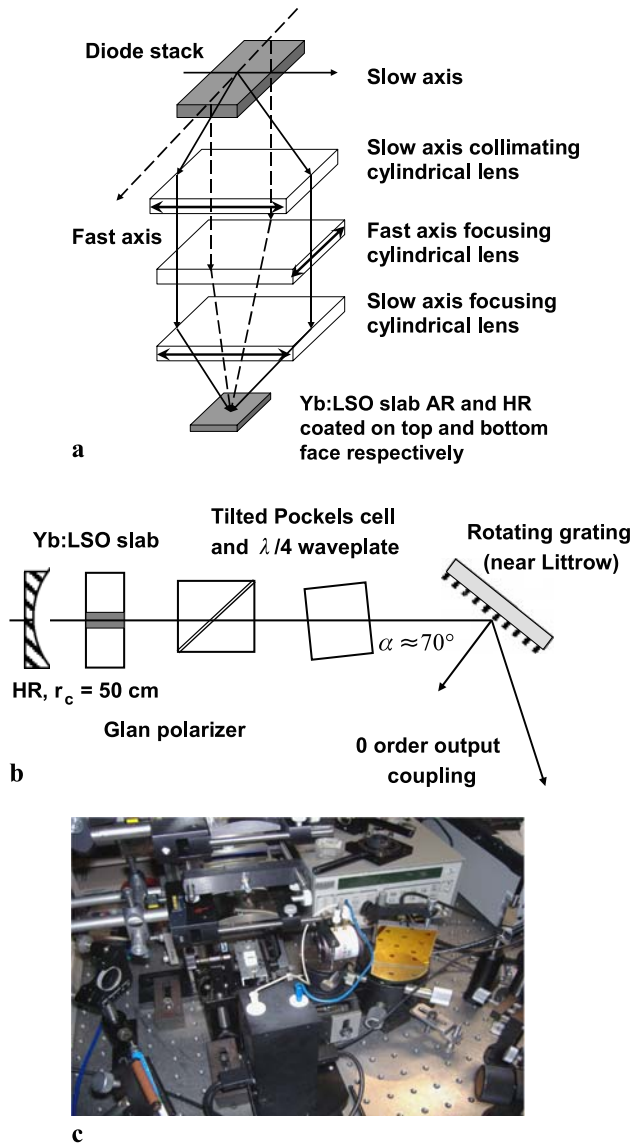 Diode stack
Slow axis
Slow axis collimating
cylindrical lens
Fast axis
Fast axis focusing
cylindrical lens
Slow axis focusing
cylindrical lens
Yb:LSO slab AR and HR
coated on top and bottom
face respectively
a
Tilted Pockels cell
and λ/4 waveplate
Yb:LSO slab
Rotating grating
(near Littrow)
α ≈ 70°
HR, r_c = 50 cm
Glan polarizer
0 order output
coupling
b
c